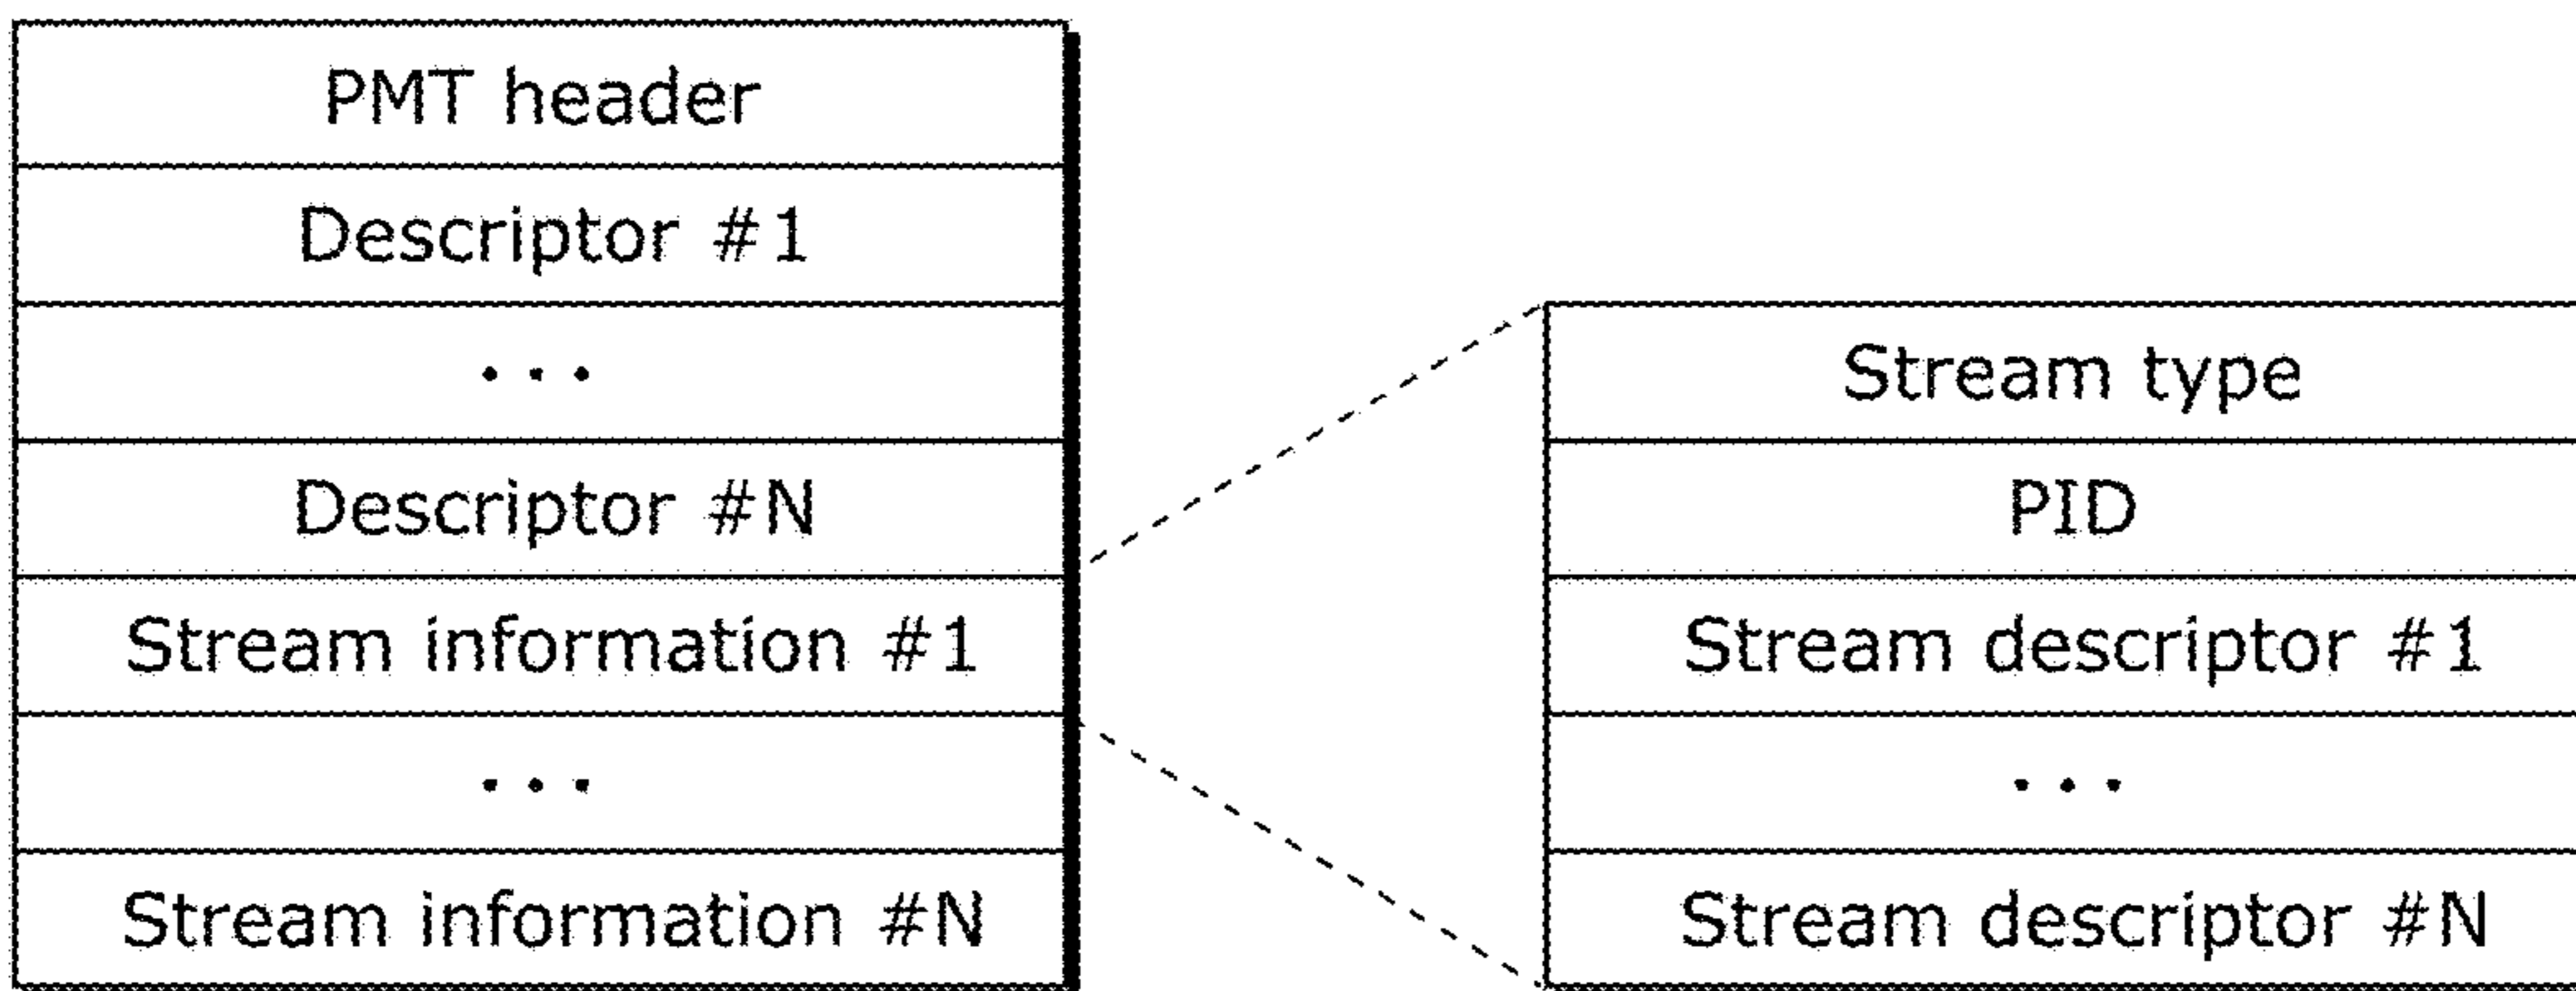 PMT header
Descriptor #1
...
Descriptor #N
Stream information #1
...
Stream information #N
Stream type
PID
Stream descriptor #1
...
Stream descriptor #N